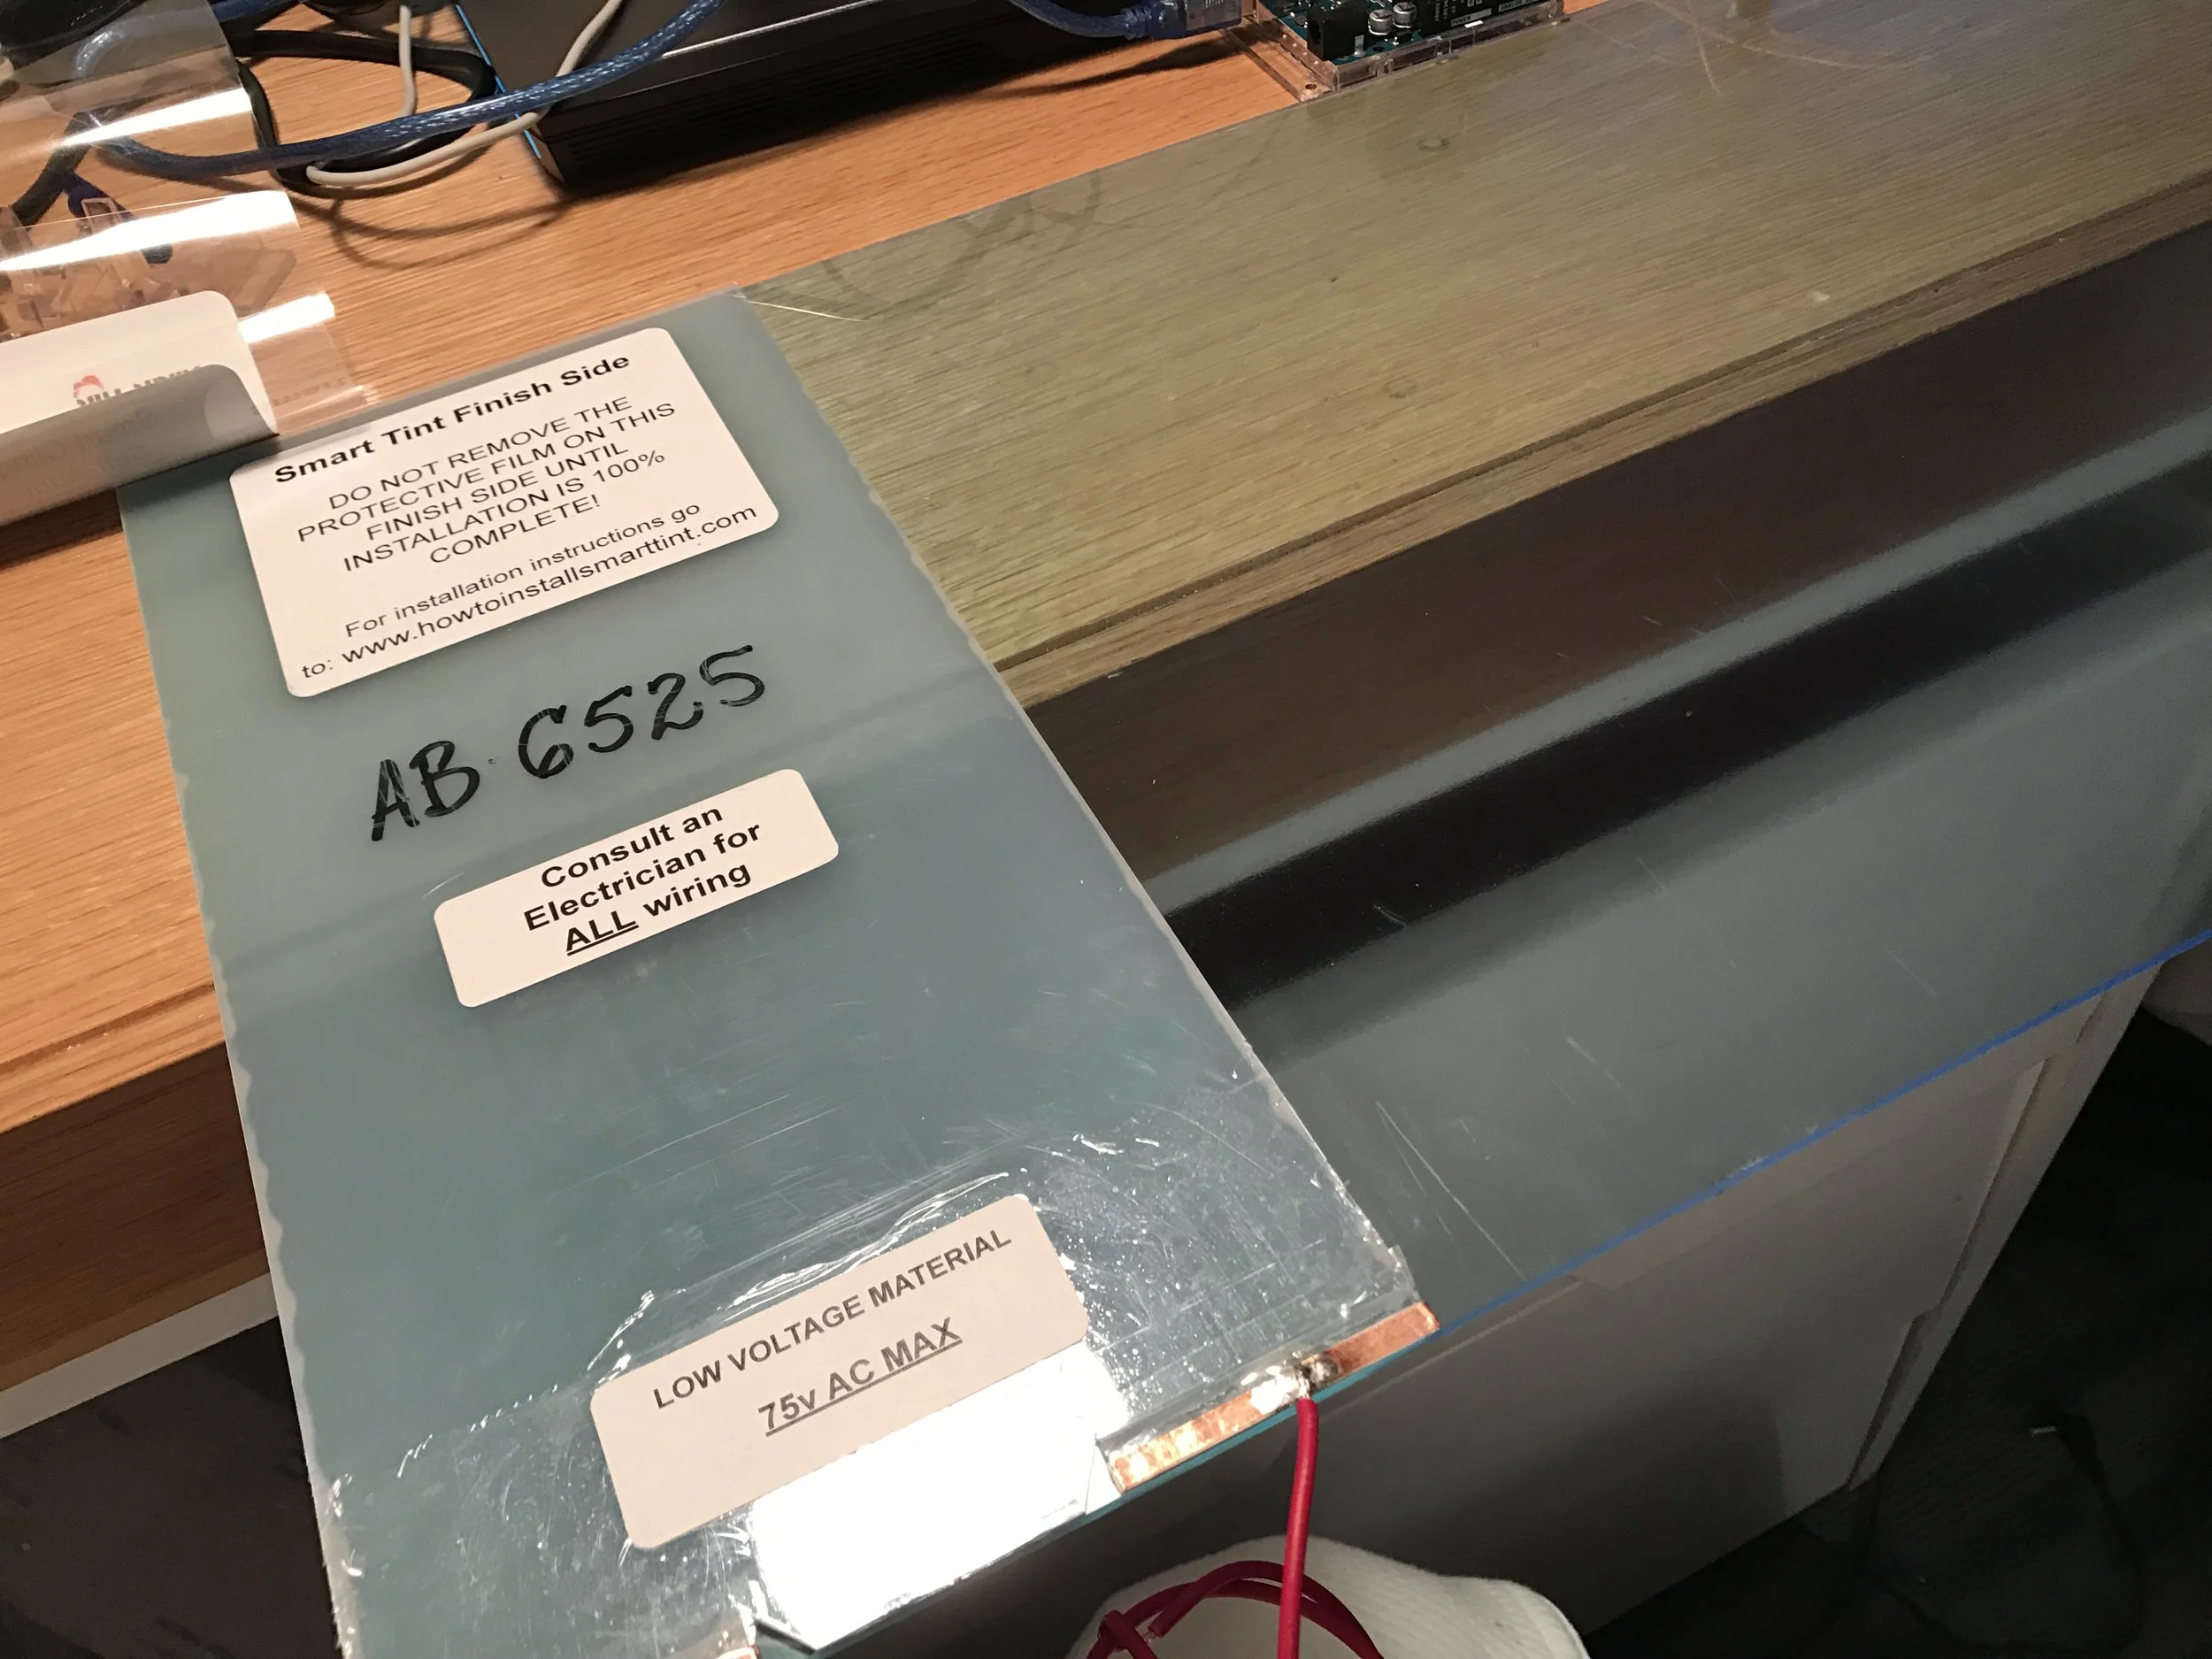 Smart Tint Finish Side
DO NOT REMOVE THE
PROTECTIVE FILM ON THIS
FINISH SIDE UNTIL
INSTALLATION IS 100%
COMPLETE!
For installation instructions go
to: www.howtoinstallsmarttint.com
AB 6525
Consult an
Electrician for
ALL wiring
LOW VOLTAGE MATERIAL
75v AC MAX